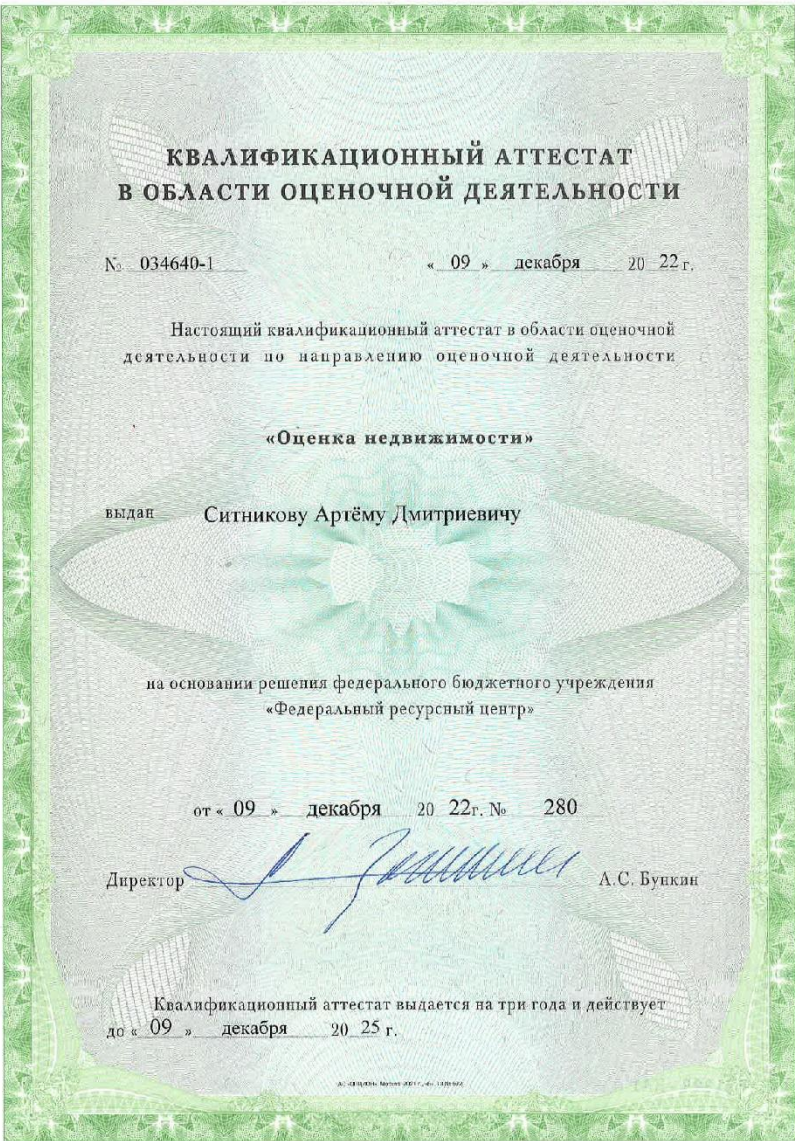 КВАЛИФИКАЦИОННЫЙ АТТЕСТАТ
В ОБЛАСТИ ОЦЕНОЧНОЙ ДЕЯТЕЛЬНОСТИ
№ 034640-1 « 09 » декабря 20 22 г.
Настоящий квалификационный аттестат в области оценочной
деятельности по направлению оценочной деятельности
«Оценка недвижимости»
выдан Ситникову Артёму Дмитриевичу
на основании решения федерального бюджетного учреждения
«Федеральный ресурсный центр»
от « 09 » декабря 20 22г. № 280
Директор А.С. Бункин
Квалификационный аттестат выдается на три года и действует
до « 09 » декабря 20 25 г.